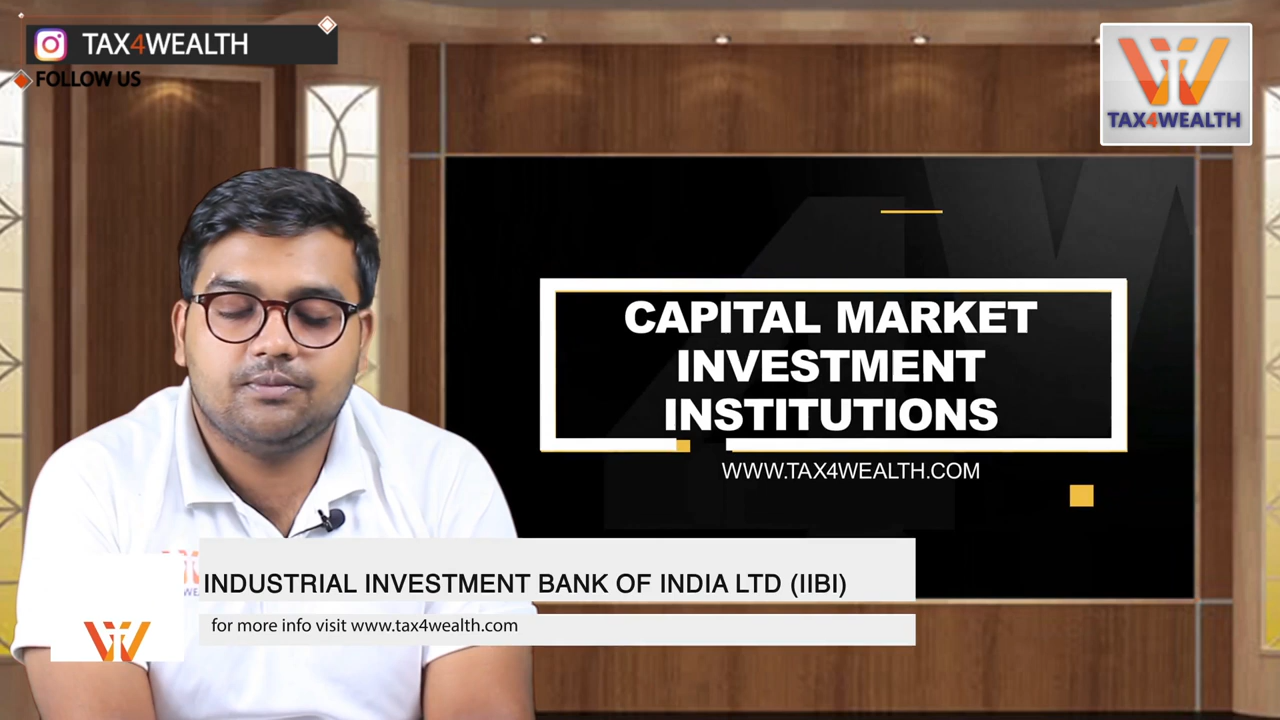 TAX4WEALTH
FOLLOW US
TAX4WEALTH
CAPITAL MARKET
INVESTMENT
INSTITUTIONS
WWW.TAX4WEALTH.COM
INDUSTRIAL INVESTMENT BANK OF INDIA LTD (IIBI)
for more info visit www.tax4wealth.com